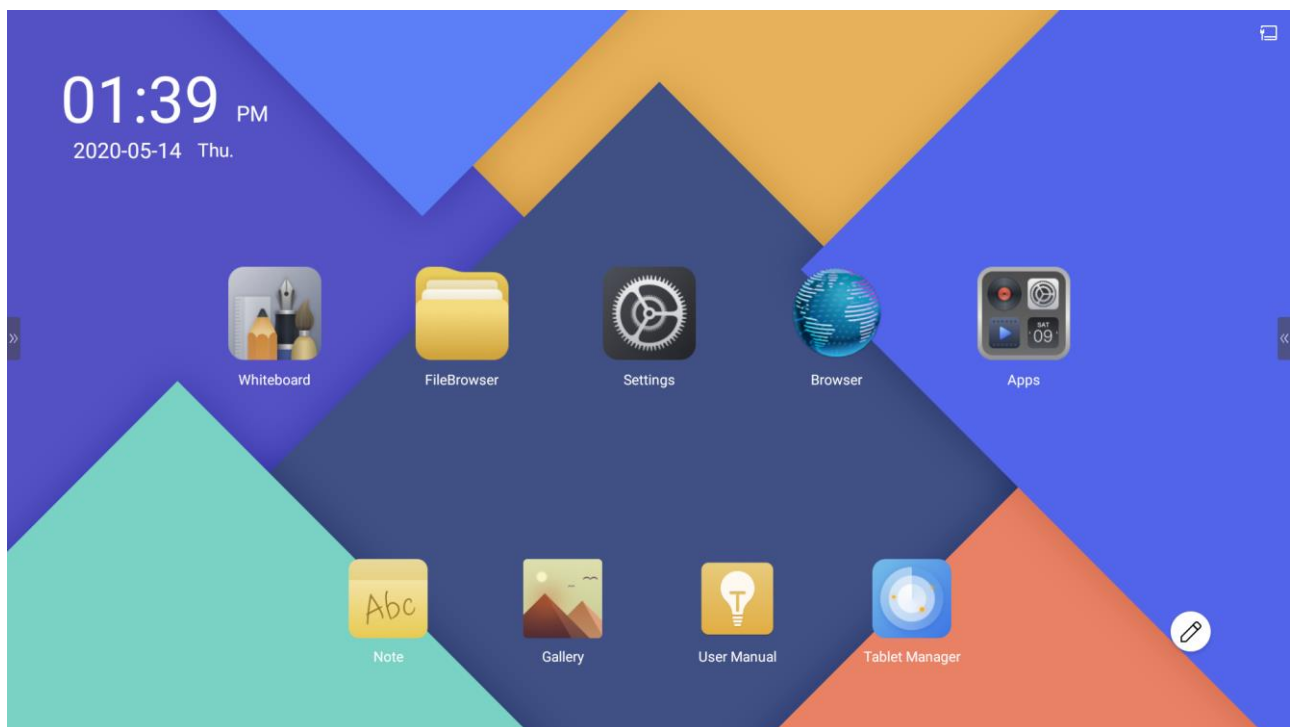 01:39 PM
2020-05-14 Thu.
SAT
09
Whiteboard
FileBrowser
Settings
Browser
Apps
Abc
T
Note
Gallery
User Manual
Tablet Manager